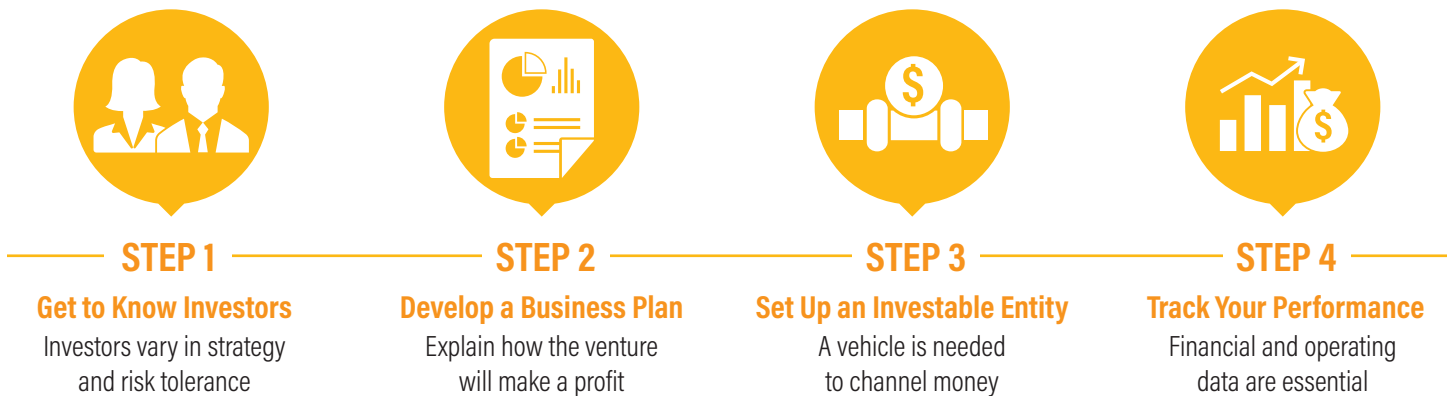 $
$
STEP 1
Get to Know Investors
Investors vary in strategy
and risk tolerance
STEP 2
Develop a Business Plan
Explain how the venture
will make a profit
STEP 3
Set Up an Investable Entity
A vehicle is needed
to channel money
STEP 4
Track Your Performance
Financial and operating
data are essential